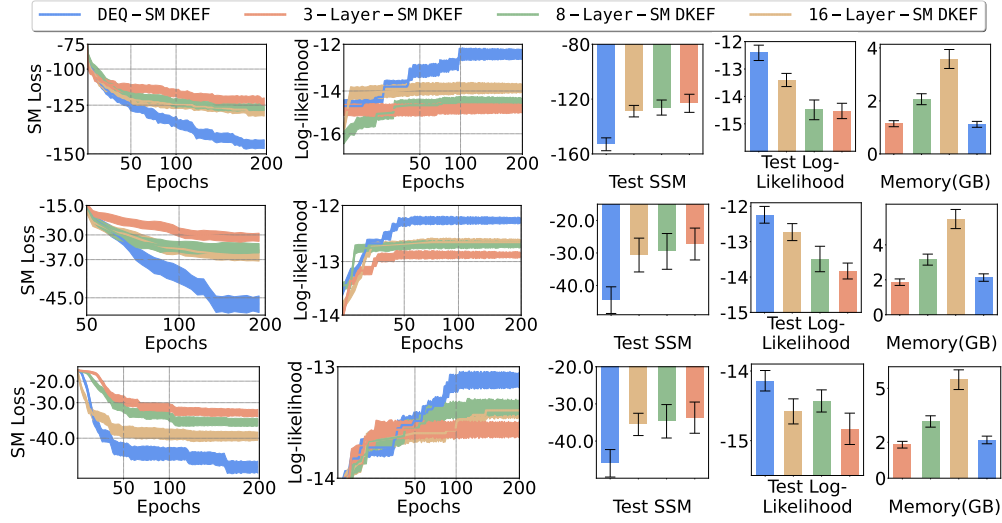 DEQ-SM DKEF 3-Layer-SM DKEF 8-Layer-SM DKEF 16-Layer-SM DKEF
SM Loss
-75
-100
-125
-150
50 100 200
Epochs
Log-likelihood
-12
-14
-16
50 100 200
Epochs
-80
-120
-160
Test SSM
-12
-13
-14
-15
Test Log-
Likelihood
4
2
0
Memory(GB)
SM Loss
-15.0
-30.0
-37.0
-45.0
50 100 200
Epochs
Log-likelihood
-12
-13
-14
50 100 200
Epochs
-20.0
-30.0
-40.0
Test SSM
-12
-13
-14
-15
Test Log-
Likelihood
4
2
0
Memory(GB)
SM Loss
-20.0
-30.0
-40.0
50 100 200
Epochs
Log-likelihood
-13
-14
50 100 200
Epochs
-20.0
-30.0
-40.0
Test SSM
-14
-15
Test Log-
Likelihood
5
2
0
Memory(GB)